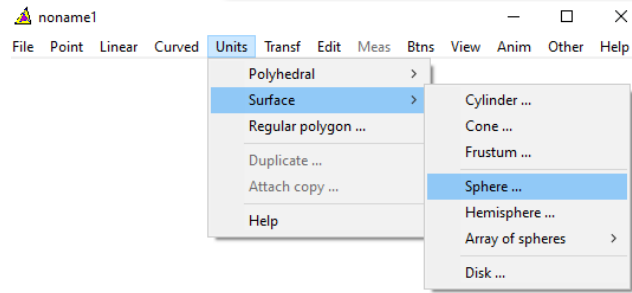 noname1
File Point Linear Curved Units Transf Edit Meas Btns View Anim Other Help
Polyhedral
Surface
Regular polygon ...
Duplicate ...
Attach copy ...
Help
Cylinder ...
Cone ...
Frustum ...
Sphere ...
Hemisphere ...
Array of spheres
Disk ...